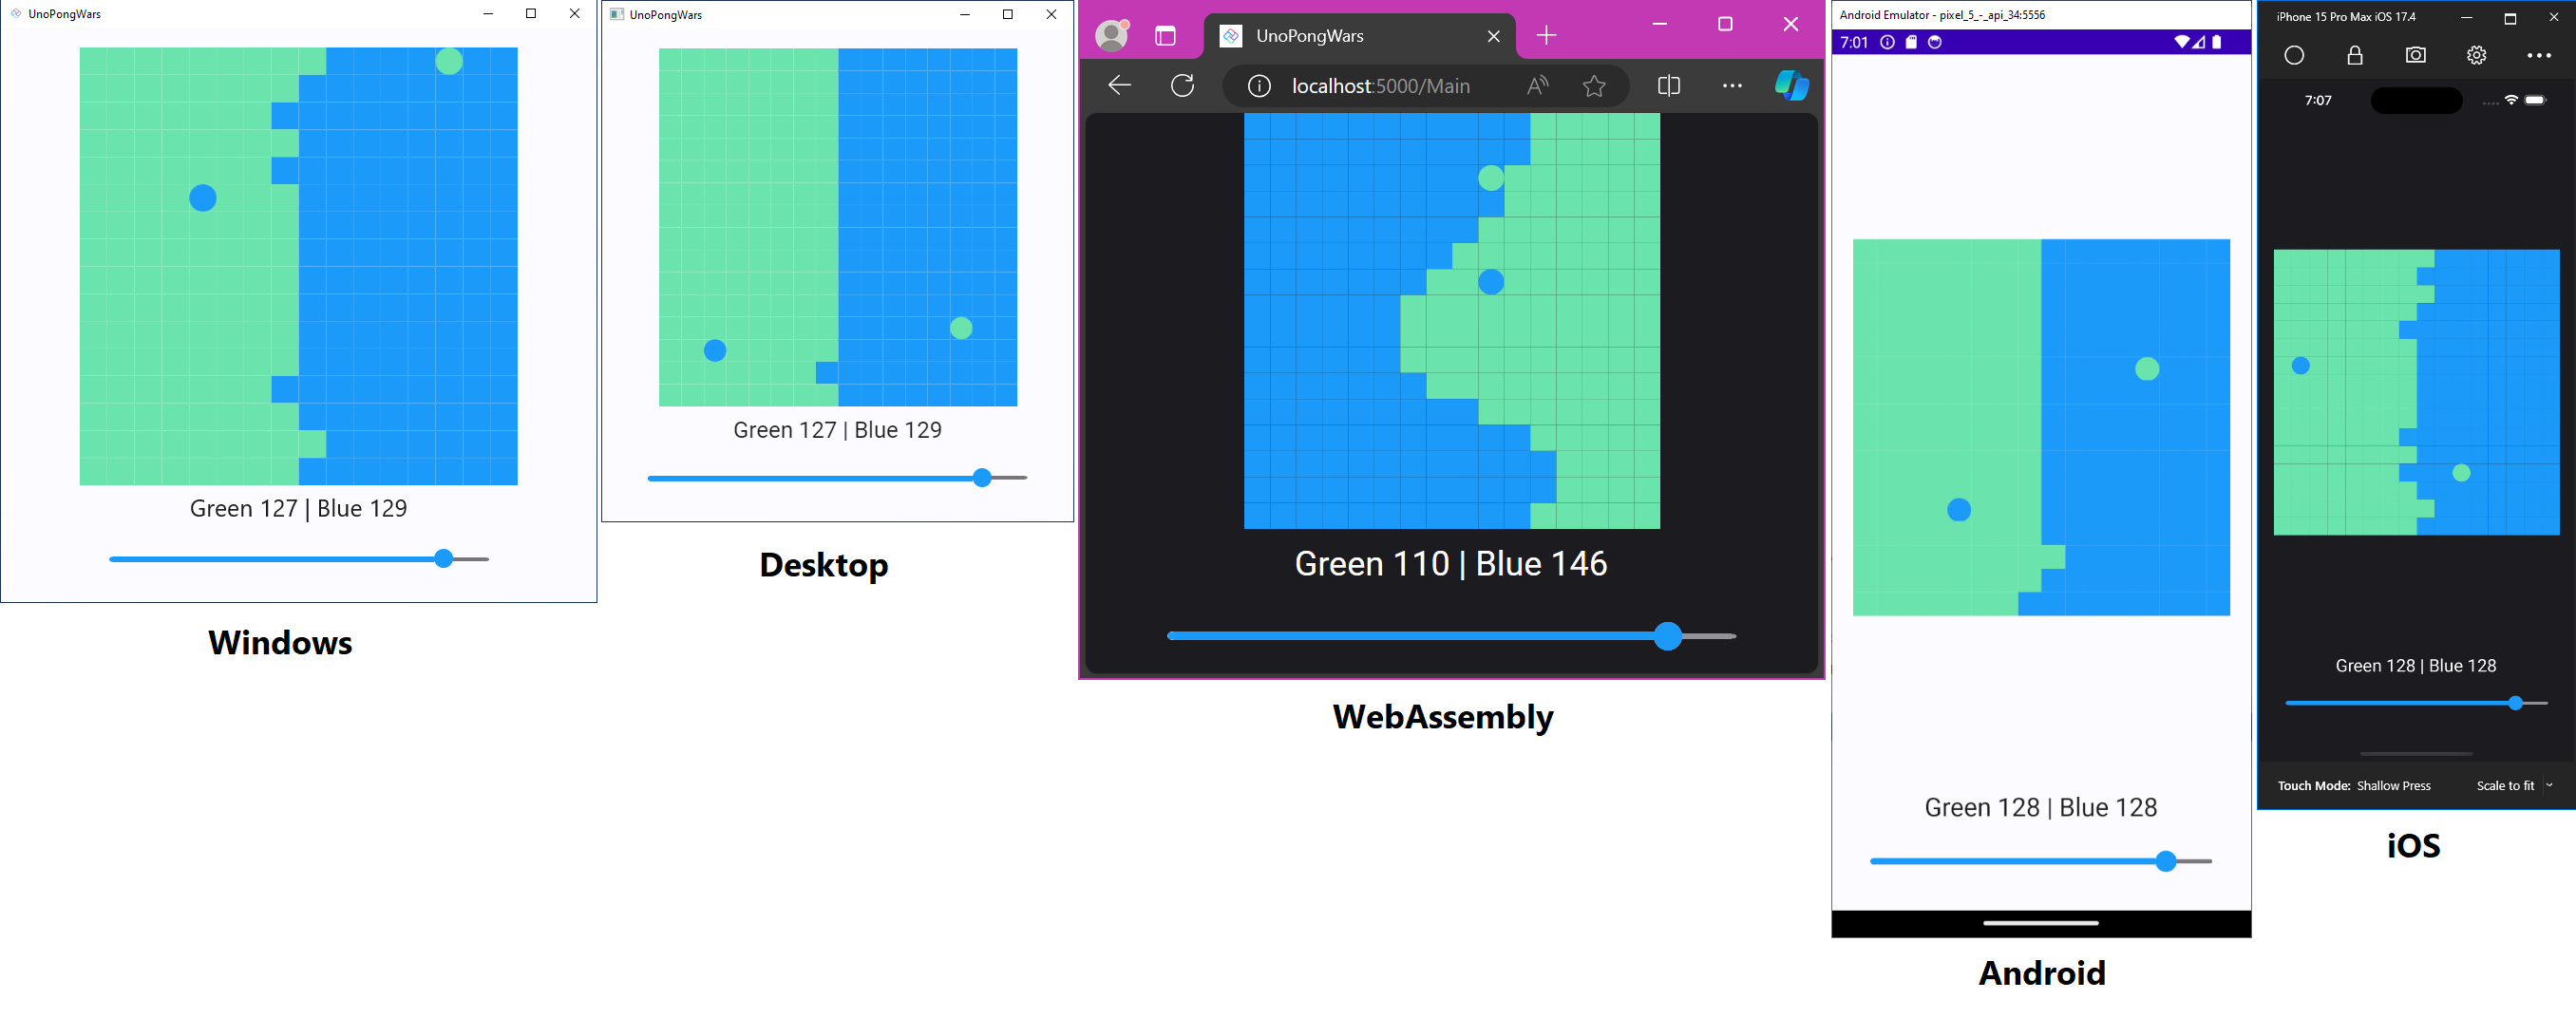 UnoPongWars
Green 127 | Blue 129
Windows
UnoPongWars
Green 127 | Blue 129
Desktop
UnoPongWars
localhost:5000/Main
Green 110 | Blue 146
WebAssembly
Android Emulator - pixel_5_-_api_34:5556
7:01
Green 128 | Blue 128
Android
iPhone 15 Pro Max iOS 17.4
7:07
Green 128 | Blue 128
Touch Mode: Shallow Press Scale to fit
iOS